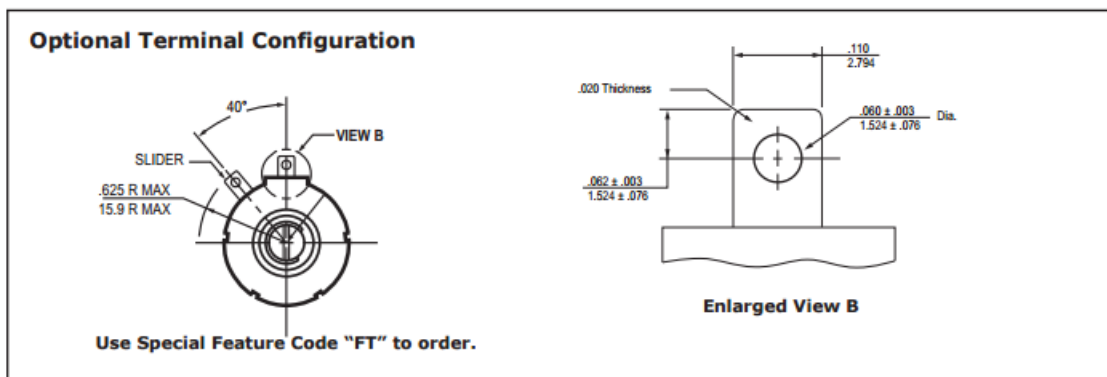 Optional Terminal Configuration
40°
VIEW B
SLIDER
.625 R MAX
15.9 R MAX
Use Special Feature Code “FT” to order.
.110
2.794
.020 Thickness
.060 ± .003
1.524 ± .076
Dia.
.062 ± .003
1.524 ± .076
Enlarged View B